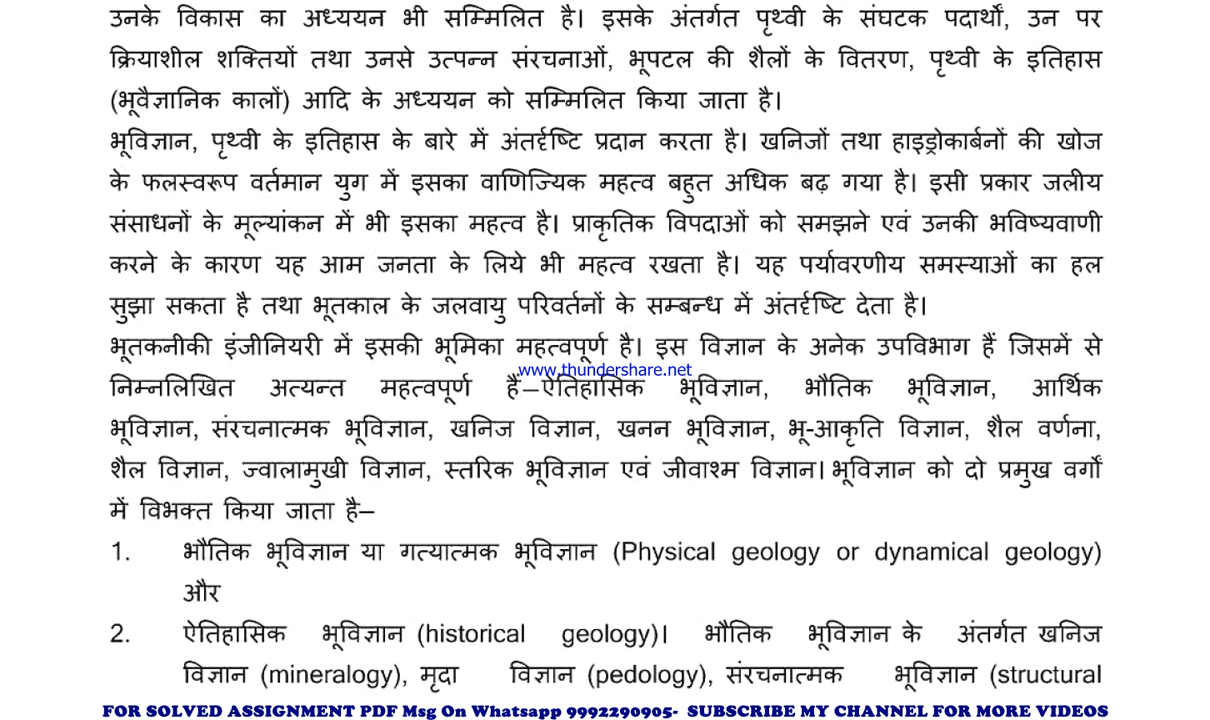 उनके विकास का अध्ययन भी सम्मिलित है। इसके अंतर्गत पृथ्वी के संघटक पदार्थों, उन पर
क्रियाशील शक्तियों तथा उनसे उत्पन्न संरचनाओं, भूपटल की शैलों के वितरण, पृथ्वी के इतिहास
(भूवैज्ञानिक कालों) आदि के अध्ययन को सम्मिलित किया जाता है।
भूविज्ञान, पृथ्वी के इतिहास के बारे में अंतर्दृष्टि प्रदान करता है। खनिजों तथा हाइड्रोकार्बनों की खोज
के फलस्वरूप वर्तमान युग में इसका वाणिज्यिक महत्व बहुत अधिक बढ़ गया है। इसी प्रकार जलीय
संसाधनों के मूल्यांकन में भी इसका महत्व है। प्राकृतिक विपदाओं को समझने एवं उनकी भविष्यवाणी
करने के कारण यह आम जनता के लिये भी महत्व रखता है। यह पर्यावरणीय समस्याओं का हल
सुझा सकता है तथा भूतकाल के जलवायु परिवर्तनों के सम्बन्ध में अंतर्दृष्टि देता है।
भूतकनीकी इंजीनियरी में इसकी भूमिका महत्वपूर्ण है। इस विज्ञान के अनेक उपविभाग हैं जिसमें से
www.thundershare.net
निम्नलिखित अत्यन्त महत्वपूर्ण हैं–ऐतिहासिक भूविज्ञान, भौतिक भूविज्ञान, आर्थिक
भूविज्ञान, संरचनात्मक भूविज्ञान, खनिज विज्ञान, खनन भूविज्ञान, भू-आकृति विज्ञान, शैल वर्णना,
शैल विज्ञान, ज्वालामुखी विज्ञान, स्तरिक भूविज्ञान एवं जीवाश्म विज्ञान। भूविज्ञान को दो प्रमुख वर्गों
में विभक्त किया जाता है–
1. भौतिक भूविज्ञान या गत्यात्मक भूविज्ञान (Physical geology or dynamical geology)
और
2. ऐतिहासिक भूविज्ञान (historical geology)। भौतिक भूविज्ञान के अंतर्गत खनिज
विज्ञान (mineralogy), मृदा विज्ञान (pedology), संरचनात्मक भूविज्ञान (structural
FOR SOLVED ASSIGNMENT PDF Msg On Whatsapp 9992290905- SUBSCRIBE MY CHANNEL FOR MORE VIDEOS